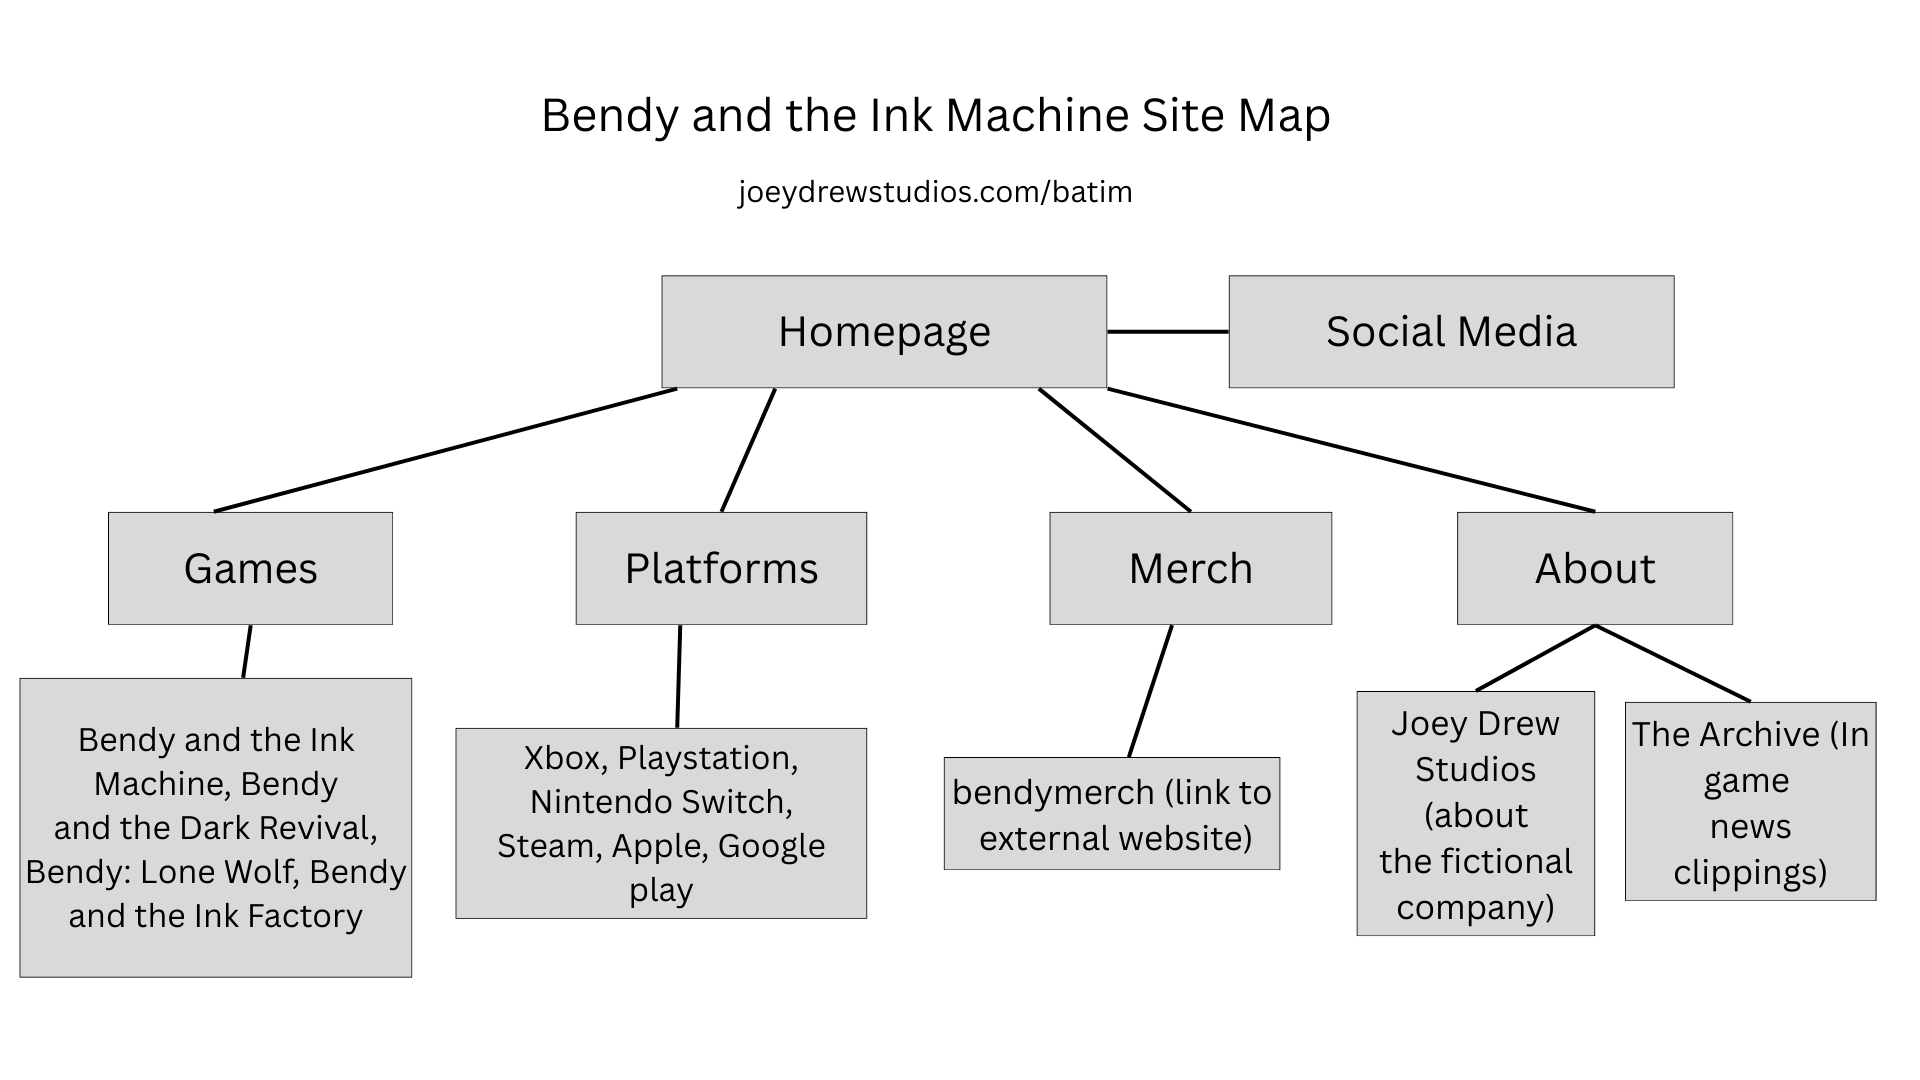 Bendy and the Ink Machine Site Map
joeydrewstudios.com/batim
Homepage
Social Media
Games
Platforms
Merch
About
Bendy and the Ink
Machine, Bendy
and the Dark Revival,
Bendy: Lone Wolf, Bendy
and the Ink Factory
Xbox, Playstation,
Nintendo Switch,
Steam, Apple, Google
play
bendymerch (link to
external website)
Joey Drew
Studios
(about
the fictional
company)
The Archive (In
game
news
clippings)